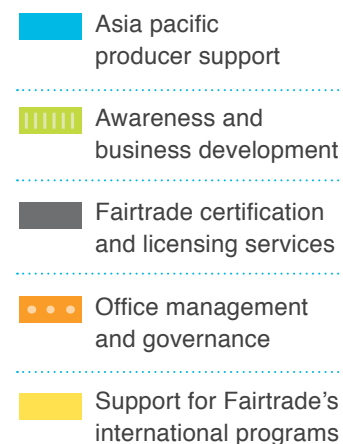 Asia pacific
producer support
Awareness and
business development
Fairtrade certification
and licensing services
Office management
and governance
Support for Fairtrade’s
international programs